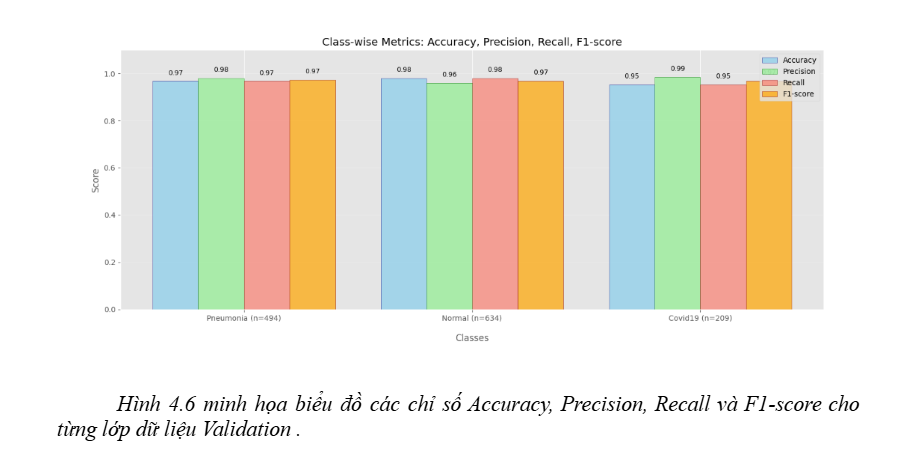 Class-wise Metrics: Accuracy, Precision, Recall, F1-score
Accuracy
Precision
Recall
F1-score
1.0
0.8
0.6
0.4
0.2
0.0
Score
0.97
0.98
0.97
0.97
0.98
0.96
0.98
0.97
0.95
0.99
0.95
Pneumonia (n=494)
Normal (n=634)
Covid19 (n=209)
Classes
Hình 4.6 minh họa biểu đồ các chỉ số Accuracy, Precision, Recall và F1-score cho
từng lớp dữ liệu Validation .